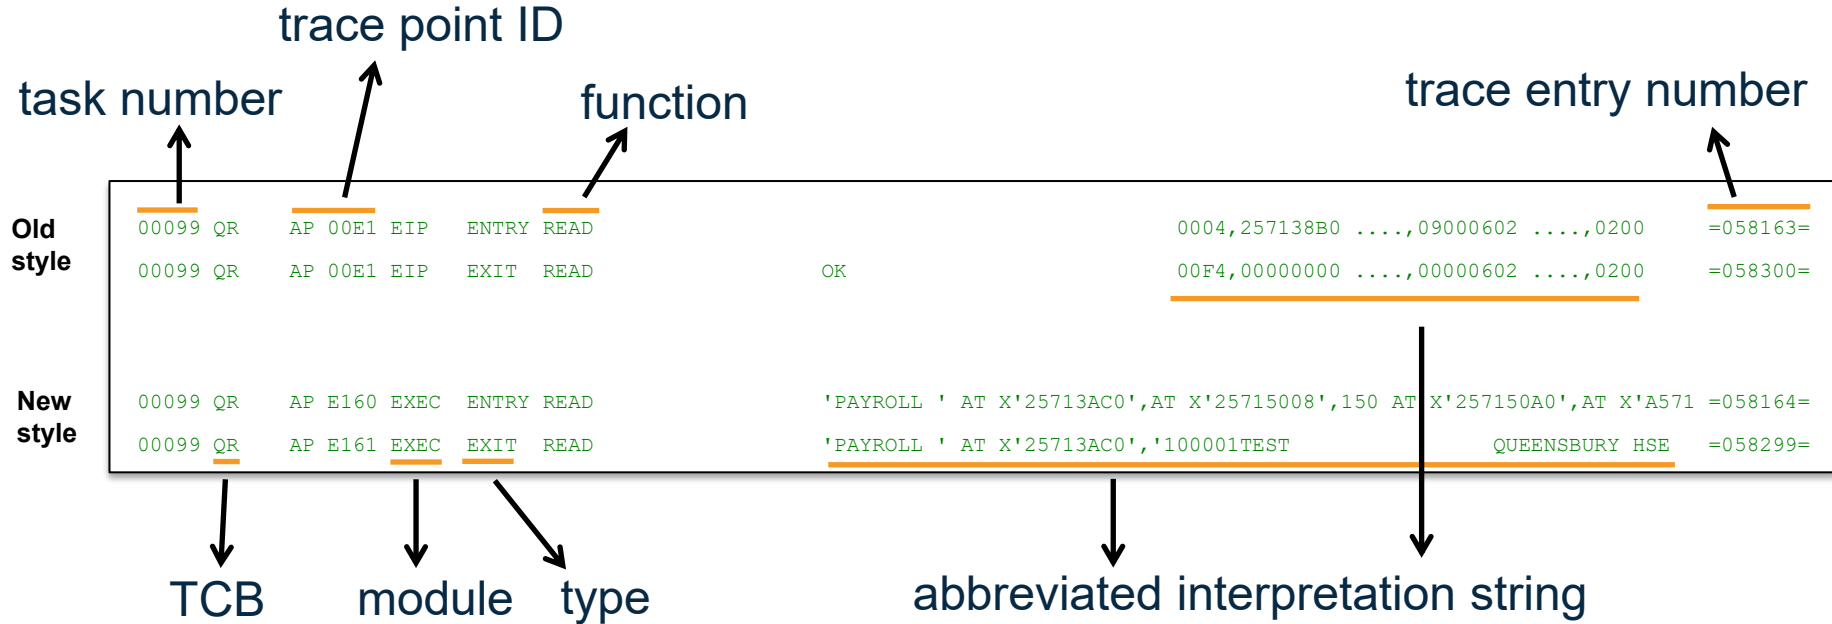 trace point ID
task number
function
trace entry number
Old style
00099 QR AP 00E1 EIP ENTRY READ 0004,257138B0 ....,09000602 ....,0200 =058163=
00099 QR AP 00E1 EIP EXIT READ OK 00F4,00000000 ....,00000602 ....,0200 =058300=
New style
00099 QR AP E160 EXEC ENTRY READ 'PAYROLL ' AT X'25713AC0',AT X'25715008',150 AT X'257150A0',AT X'A571 =058164=
00099 QR AP E161 EXEC EXIT READ 'PAYROLL ' AT X'25713AC0','100001TEST QUEENSBURY HSE =058299=
TCB
module
type
abbreviated interpretation string